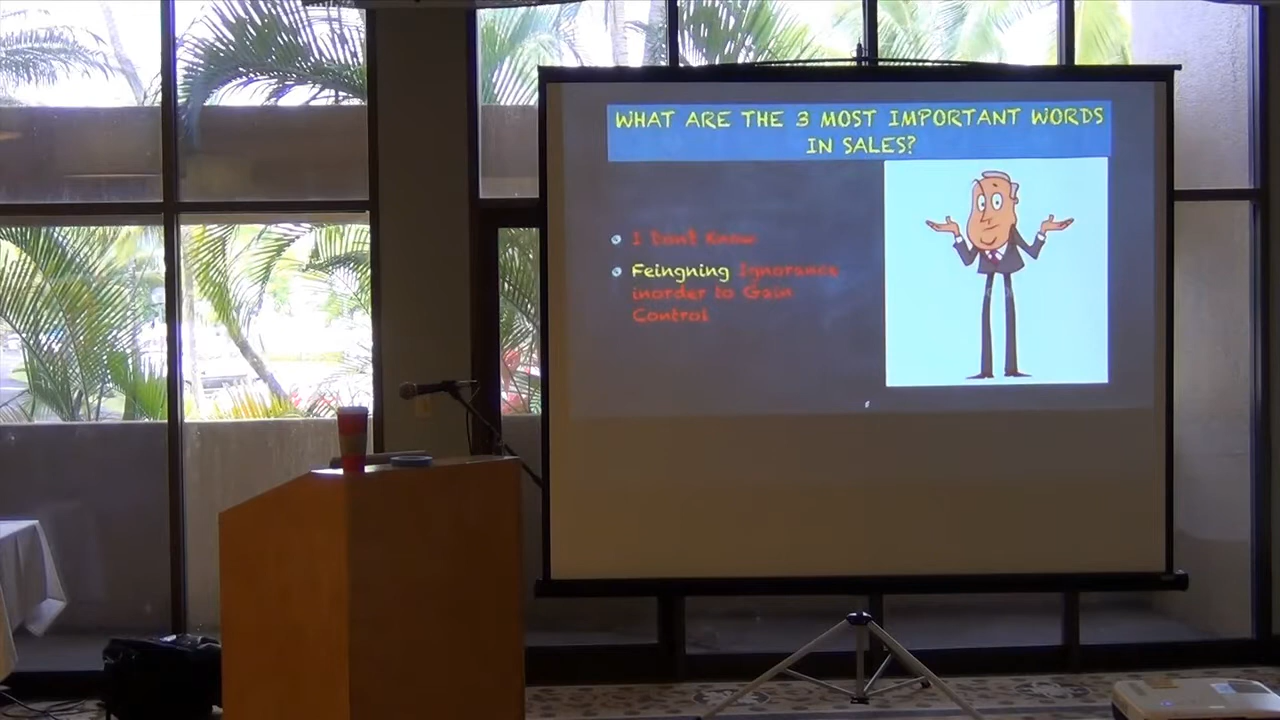 WHAT ARE THE 3 MOST IMPORTANT WORDS
IN SALES?
I Dont Know
Feingning Ignorance
inorder to Gain
Control